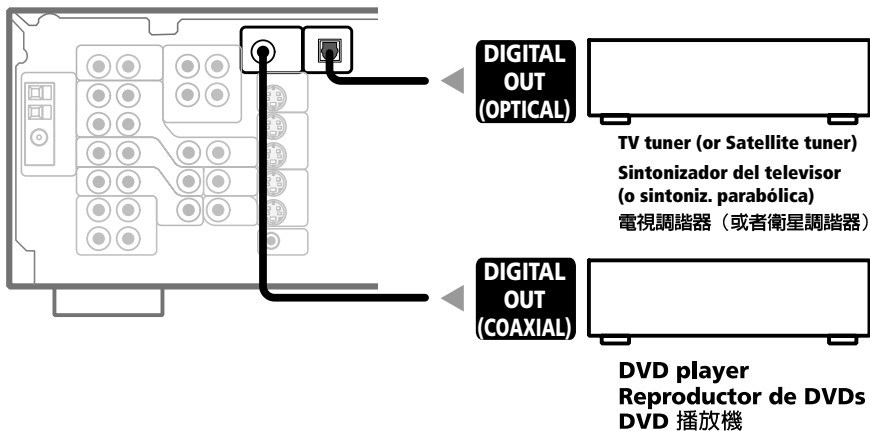 DIGITAL
OUT
(OPTICAL)
TV tuner (or Satellite tuner)
Sintonizador del televisor
(o sintoniz. parabólica)
電視調諧器（或者衛星調諧器）
DIGITAL
OUT
(COAXIAL)
DVD player
Reproductor de DVDs
DVD 播放機